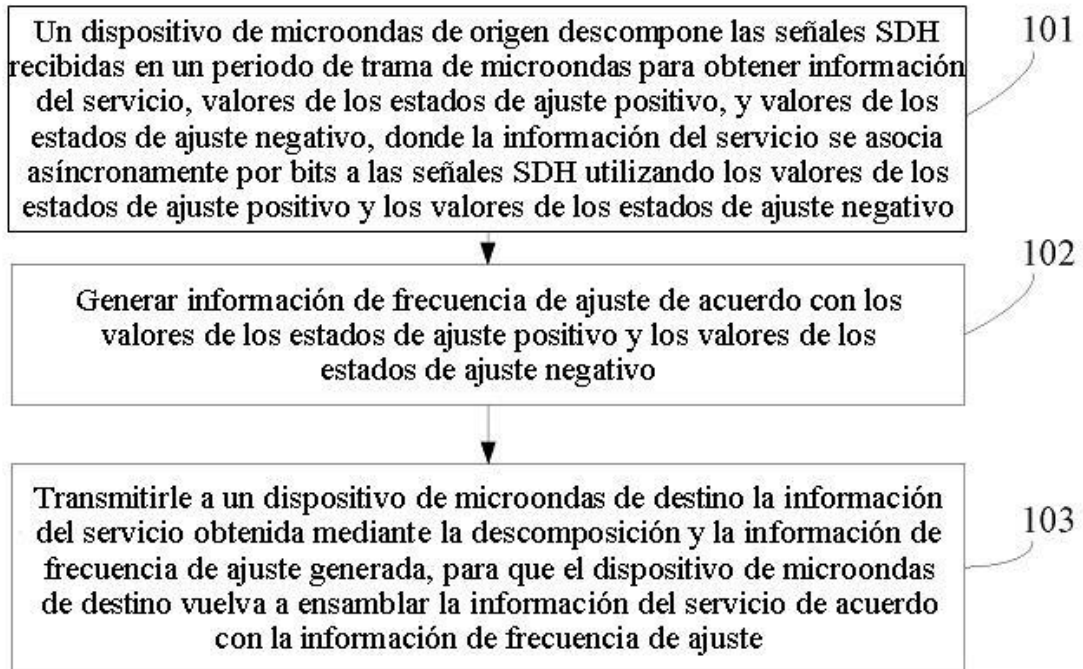 Un dispositivo de microondas de origen descompone las señales SDH
recibidas en un periodo de trama de microondas para obtener información
del servicio, valores de los estados de ajuste positivo, y valores de los
estados de ajuste negativo, donde la información del servicio se asocia
asíncronamente por bits a las señales SDH utilizando los valores de los
estados de ajuste positivo y los valores de los estados de ajuste negativo
101
Generar información de frecuencia de ajuste de acuerdo con los
valores de los estados de ajuste positivo y los valores de los
estados de ajuste negativo
102
Transmitirle a un dispositivo de microondas de destino la información
del servicio obtenida mediante la descomposición y la información de
frecuencia de ajuste generada, para que el dispositivo de microondas
de destino vuelva a ensamblar la información del servicio de acuerdo
con la información de frecuencia de ajuste
103